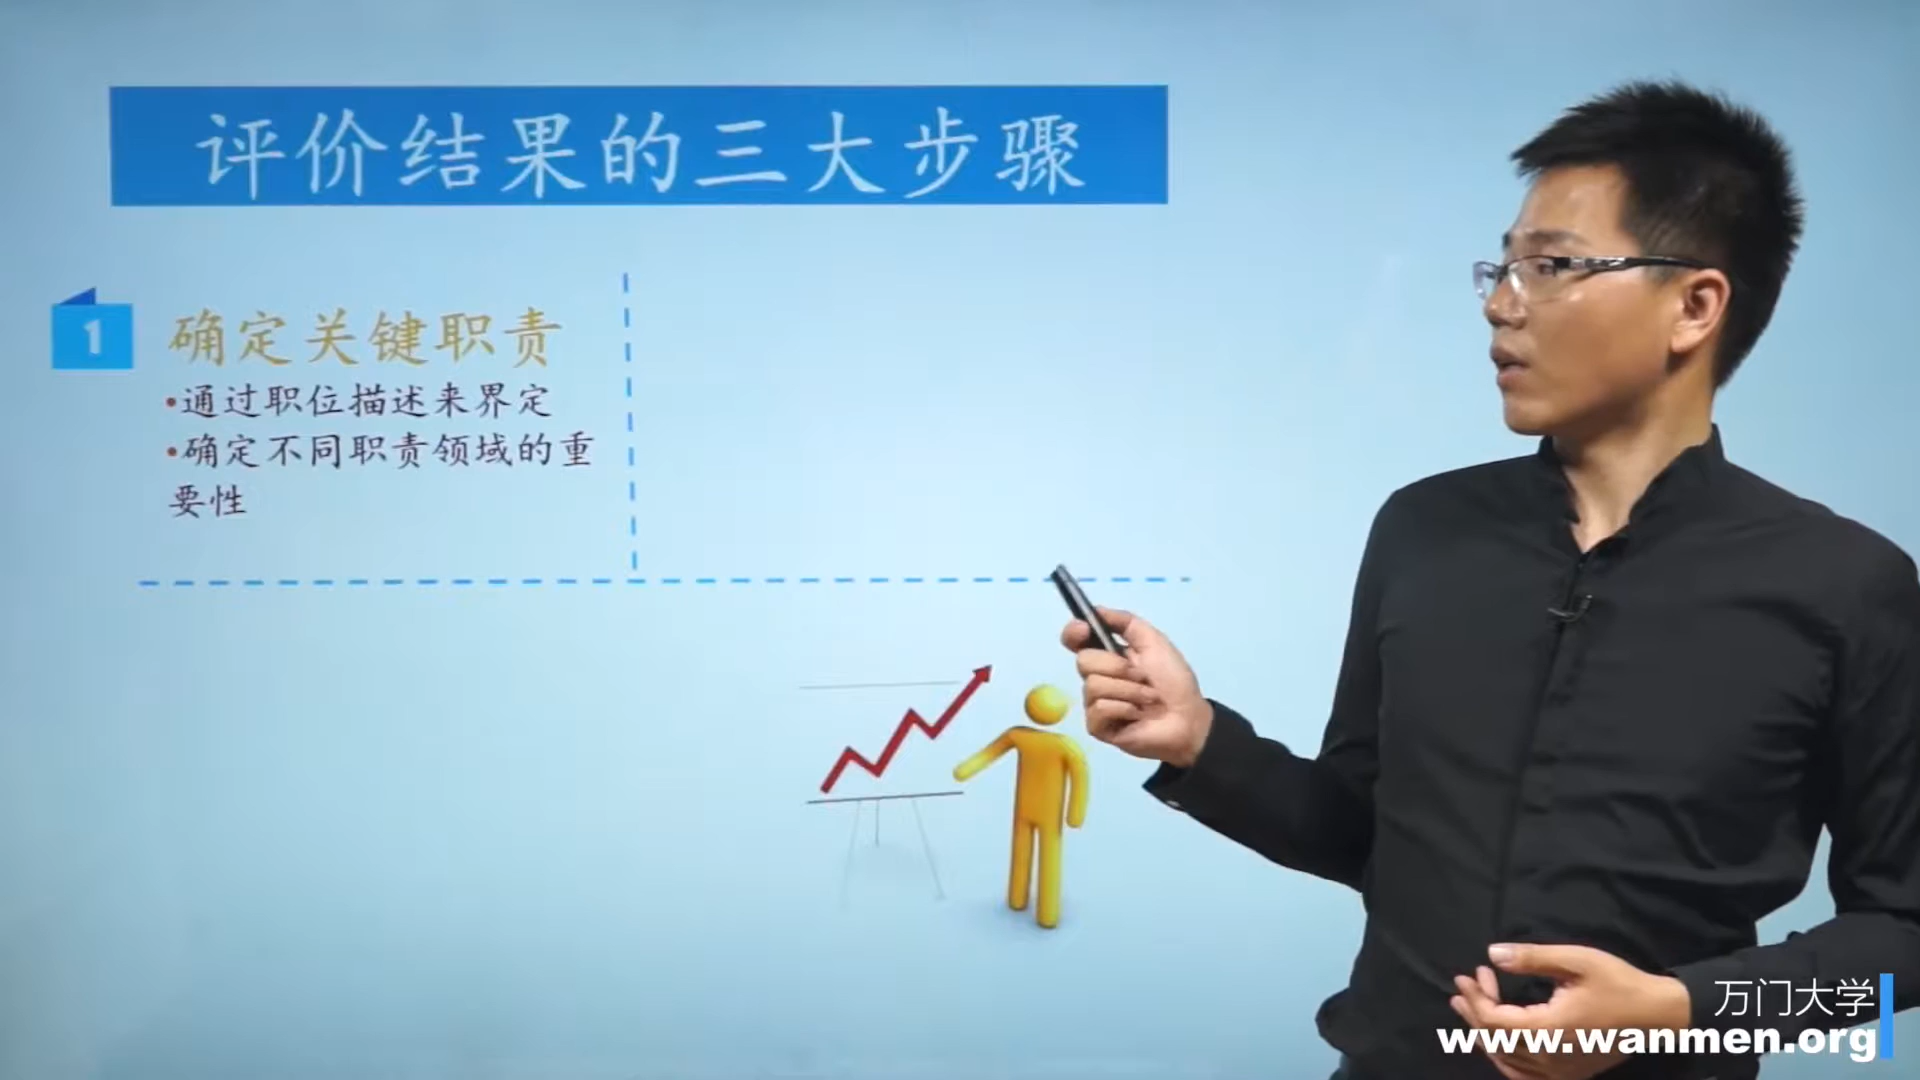 评价结果的三大步骤
1
确定关键职责
•通过职位描述来界定
•确定不同职责领域的重
要性
万门大学
www.wanmen.org